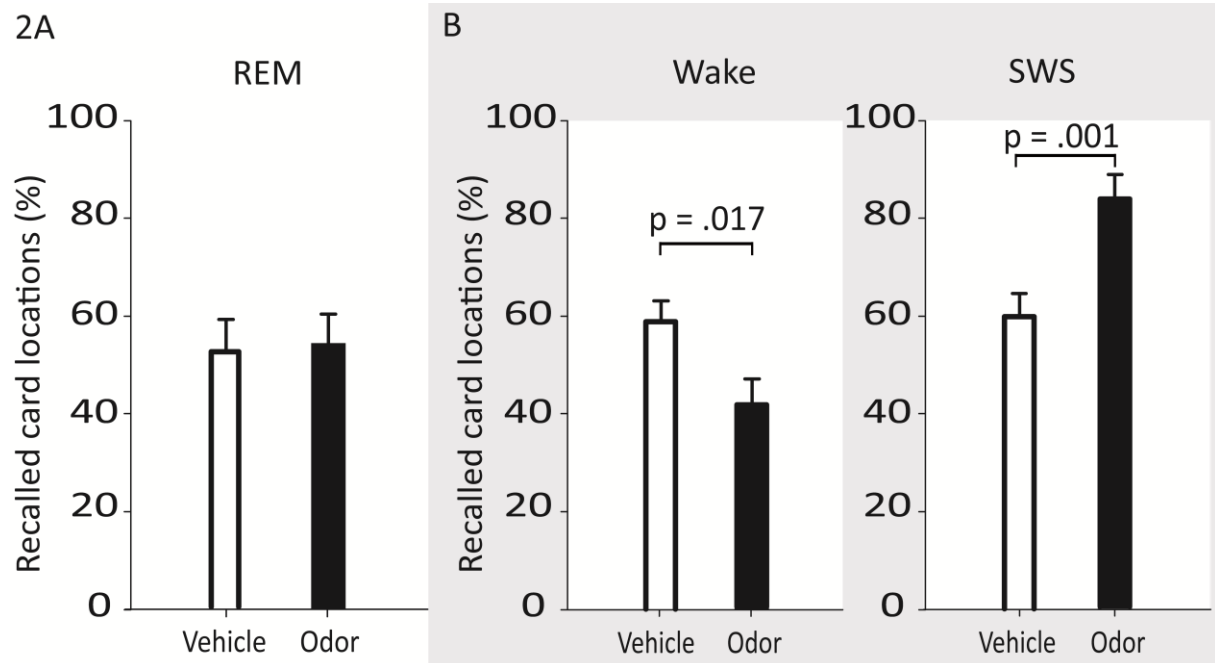 2A
REM
Recalled card locations (%)
100
80
60
40
20
0
Vehicle Odor
B
Wake
Recalled card locations (%)
100
80
60
40
20
0
p = .017
Vehicle Odor
SWS
100
80
60
40
20
0
p = .001
Vehicle Odor